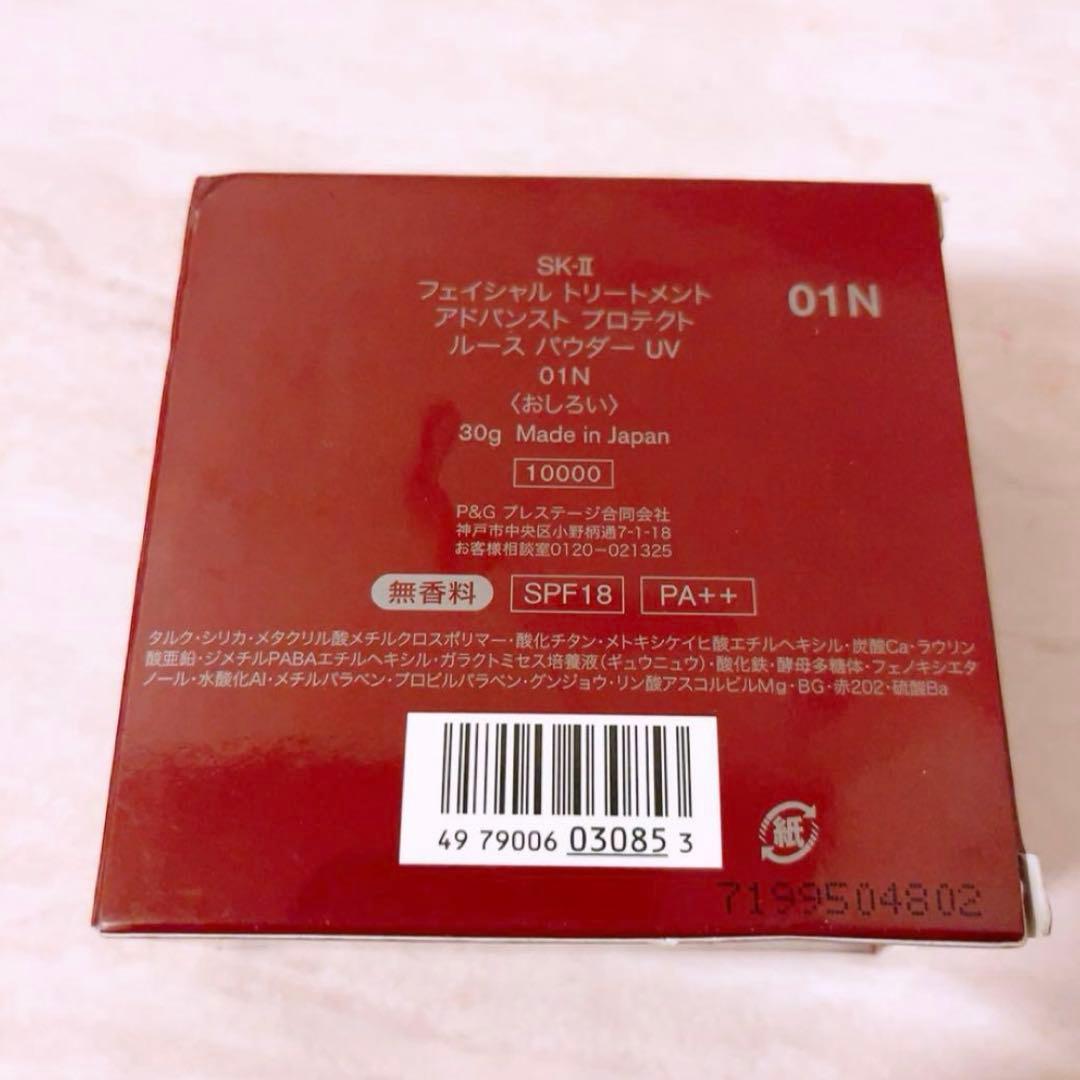 SK-II
フェイシャル トリートメント
アドバンスト プロテクト
ルース パウダー UV
01N
〈おしろい〉
30g Made in Japan
10000
01N
P&G プレステージ合同会社
神戸市中央区小野柄通7-1-18
お客様相談室0120-021325
無香料 SPF18 PA++
タルク・シリカ・メタクリル酸メチルクロスポリマー・酸化チタン・メトキシケイヒ酸エチルヘキシル・炭酸Ca・ラウリン
酸亜鉛・ジメチルPABAエチルヘキシル・ガラクトミセス培養液(ギュウニュウ)・酸化鉄・酵母多糖体・フェノキシエタ
ノール・水酸化Al・メチルパラベン・プロピルパラベン・グンジョウ・リン酸アスコルビルMg・BG・赤202・硫酸Ba
49 79006 03085 3
紙
7199504802